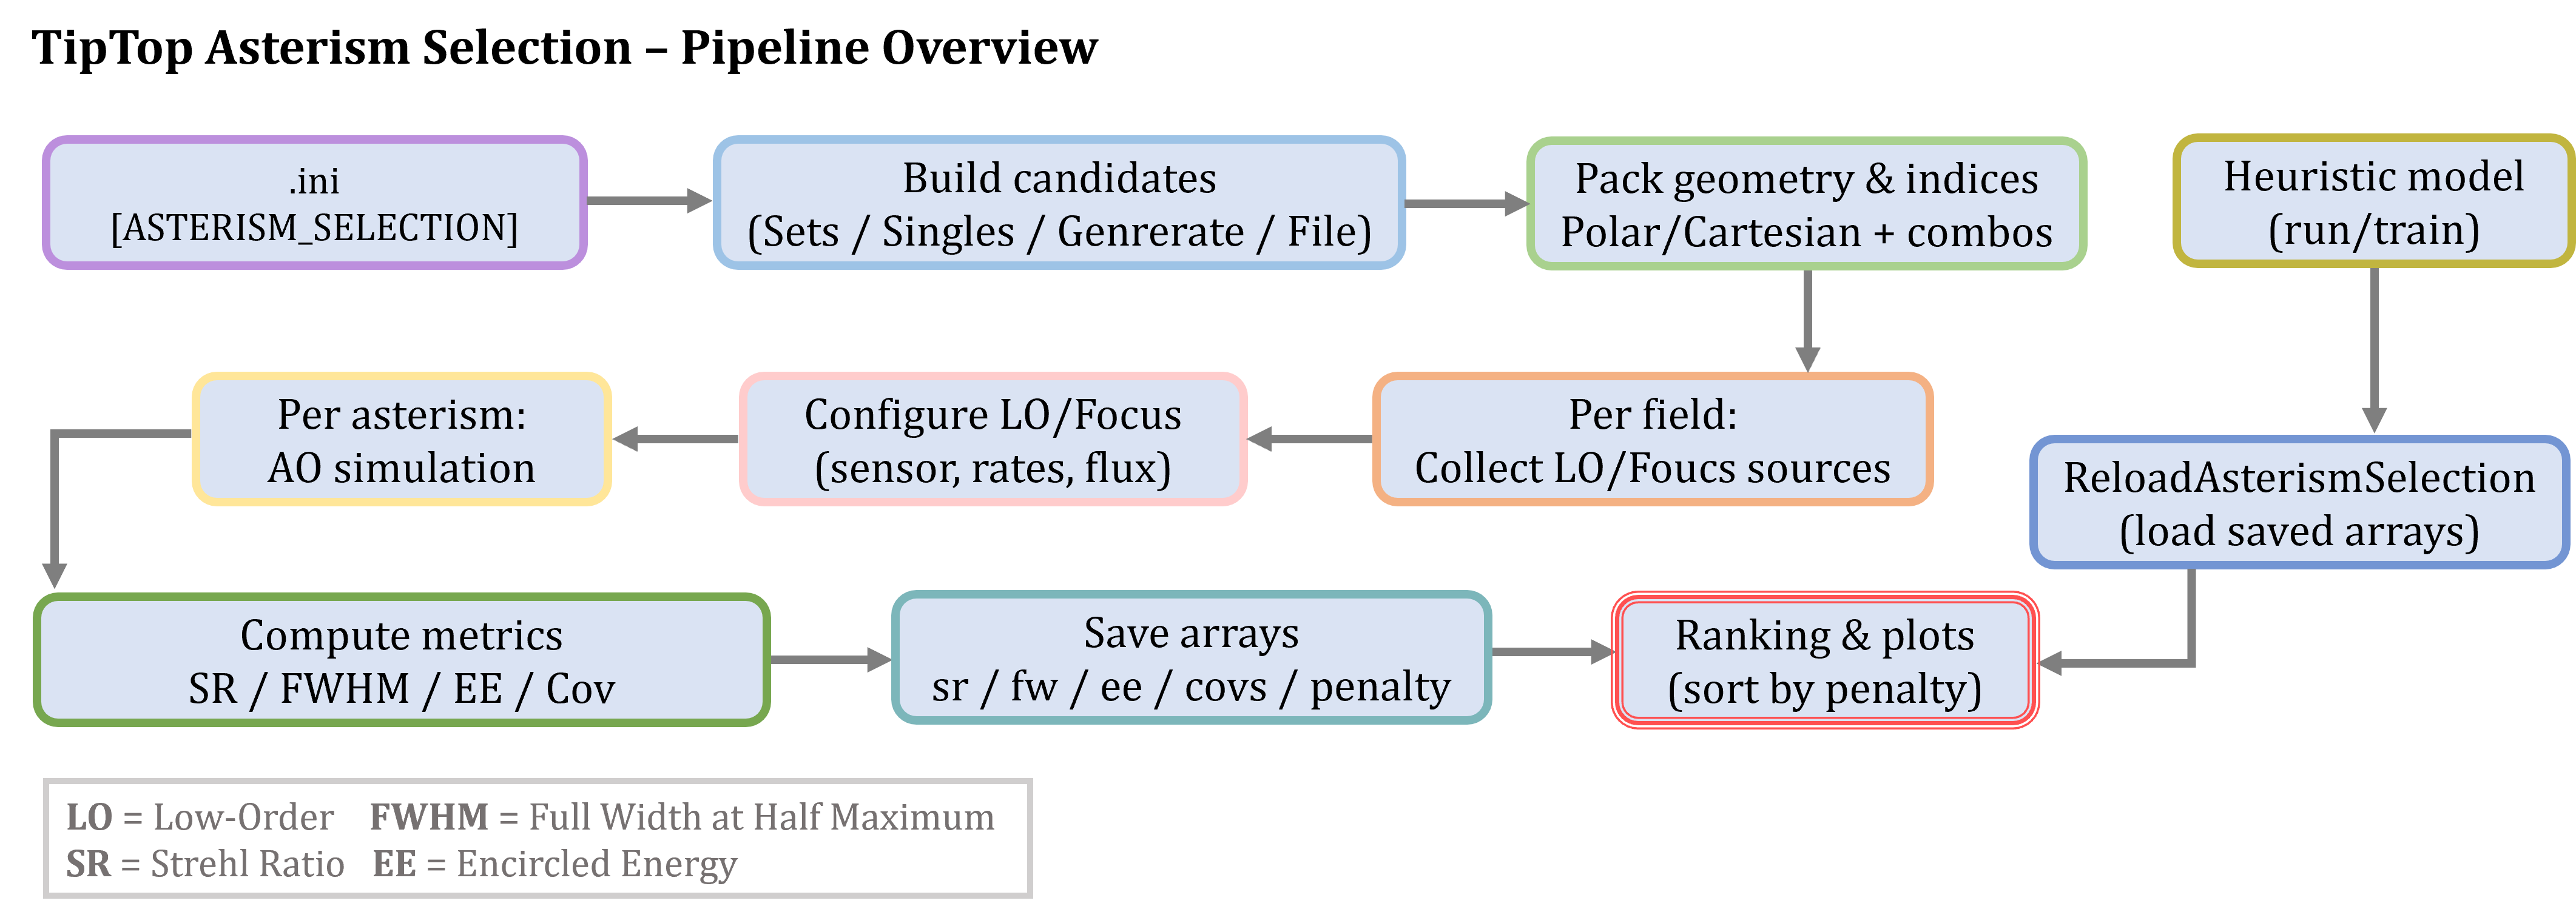 TipTop Asterism Selection – Pipeline Overview
.ini
[ASTERISM_SELECTION]
Build candidates
(Sets / Singles / Genrerate / File)
Pack geometry & indices
Polar/Cartesian + combos
Heuristic model
(run/train)
Per asterism:
AO simulation
Configure LO/Focus
(sensor, rates, flux)
Per field:
Collect LO/Foucs sources
ReloadAsterismSelection
(load saved arrays)
Compute metrics
SR / FWHM / EE / Cov
Save arrays
sr / fw / ee / covs / penalty
Ranking & plots
(sort by penalty)
LO = Low-Order FWHM = Full Width at Half Maximum
SR = Strehl Ratio EE = Encircled Energy